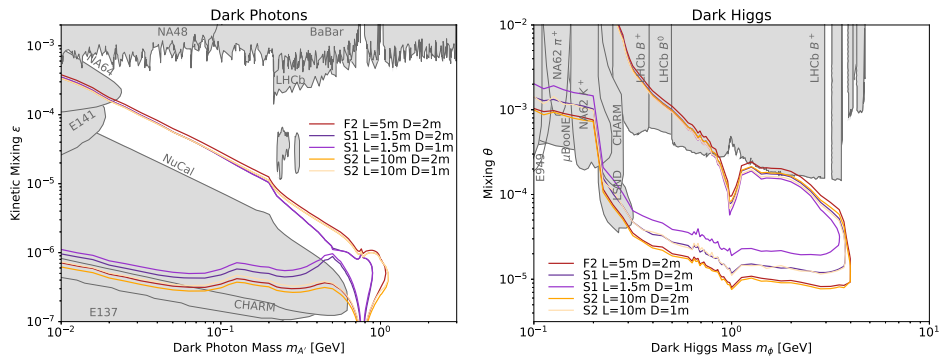 Dark Photons
Kinetic Mixing ε
10⁻³
10⁻⁴
10⁻⁵
10⁻⁶
10⁻⁷
NA48
BaBar
NA64
LHCb
E141
NuCal
F2 L=5m D=2m
S1 L=1.5m D=2m
S1 L=1.5m D=1m
S2 L=10m D=2m
S2 L=10m D=1m
CHARM
E137
10⁻²
10⁻¹
10⁰
Dark Photon Mass m_A′ [GeV]
Dark Higgs
Mixing θ
10⁻²
10⁻³
10⁻⁴
10⁻⁵
E949
NA62 π⁺
μBooNE
NA62 K⁺
CHARM
LSND
LHCb B⁺
LHCb B⁰
LHCb B⁺
F2 L=5m D=2m
S1 L=1.5m D=2m
S1 L=1.5m D=1m
S2 L=10m D=2m
S2 L=10m D=1m
10⁻¹
10⁰
10¹
Dark Higgs Mass m_ϕ [GeV]